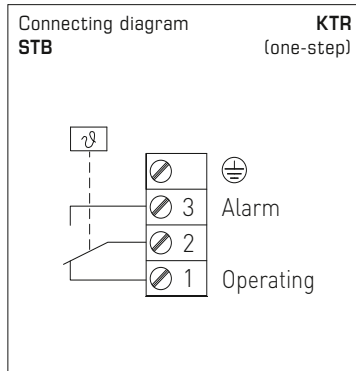 Connecting diagram KTR
STB (one-step)
ϑ
3 Alarm
2
1 Operating